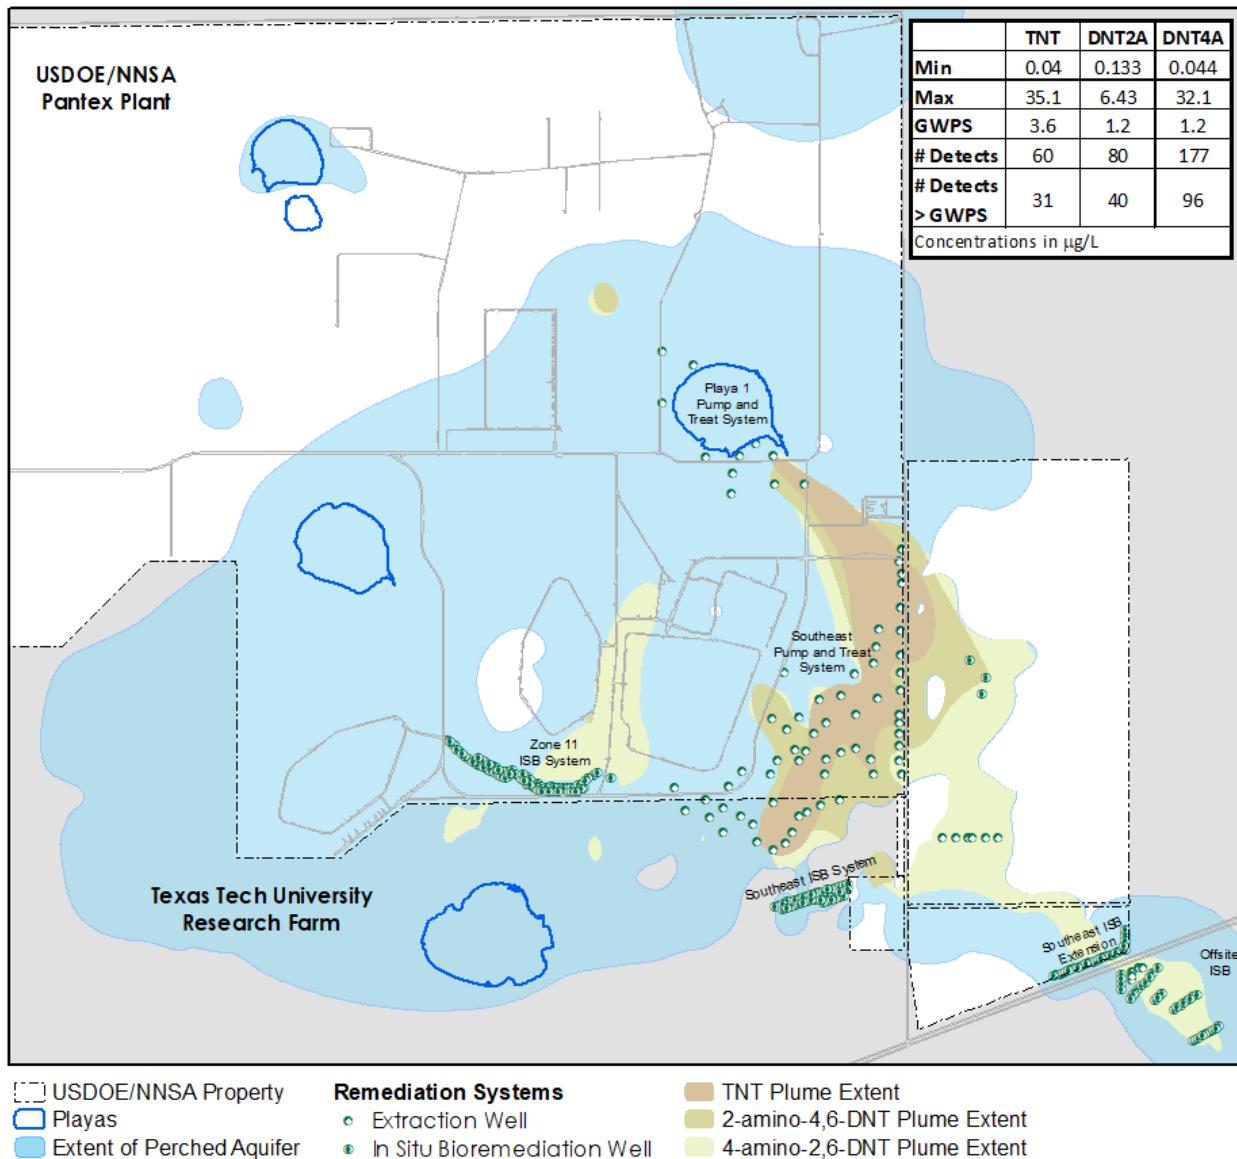 USDOE/NNSA
Pantex Plant
TNT DNT2A DNT4A
Min 0.04 0.133 0.044
Max 35.1 6.43 32.1
GWPS 3.6 1.2 1.2
# Detects 60 80 177
# Detects
> GWPS 31 40 96
Concentrations in µg/L
Playa 1
Pump and
Treat System
Southeast
Pump and Treat
System
Zone 11
ISB System
Texas Tech University
Research Farm
Southeast ISB System
Southeast ISB
Extension
Offsite
ISB
USDOE/NNSA Property
Playas
Extent of Perched Aquifer
Remediation Systems
Extraction Well
In Situ Bioremediation Well
TNT Plume Extent
2-amino-4,6-DNT Plume Extent
4-amino-2,6-DNT Plume Extent